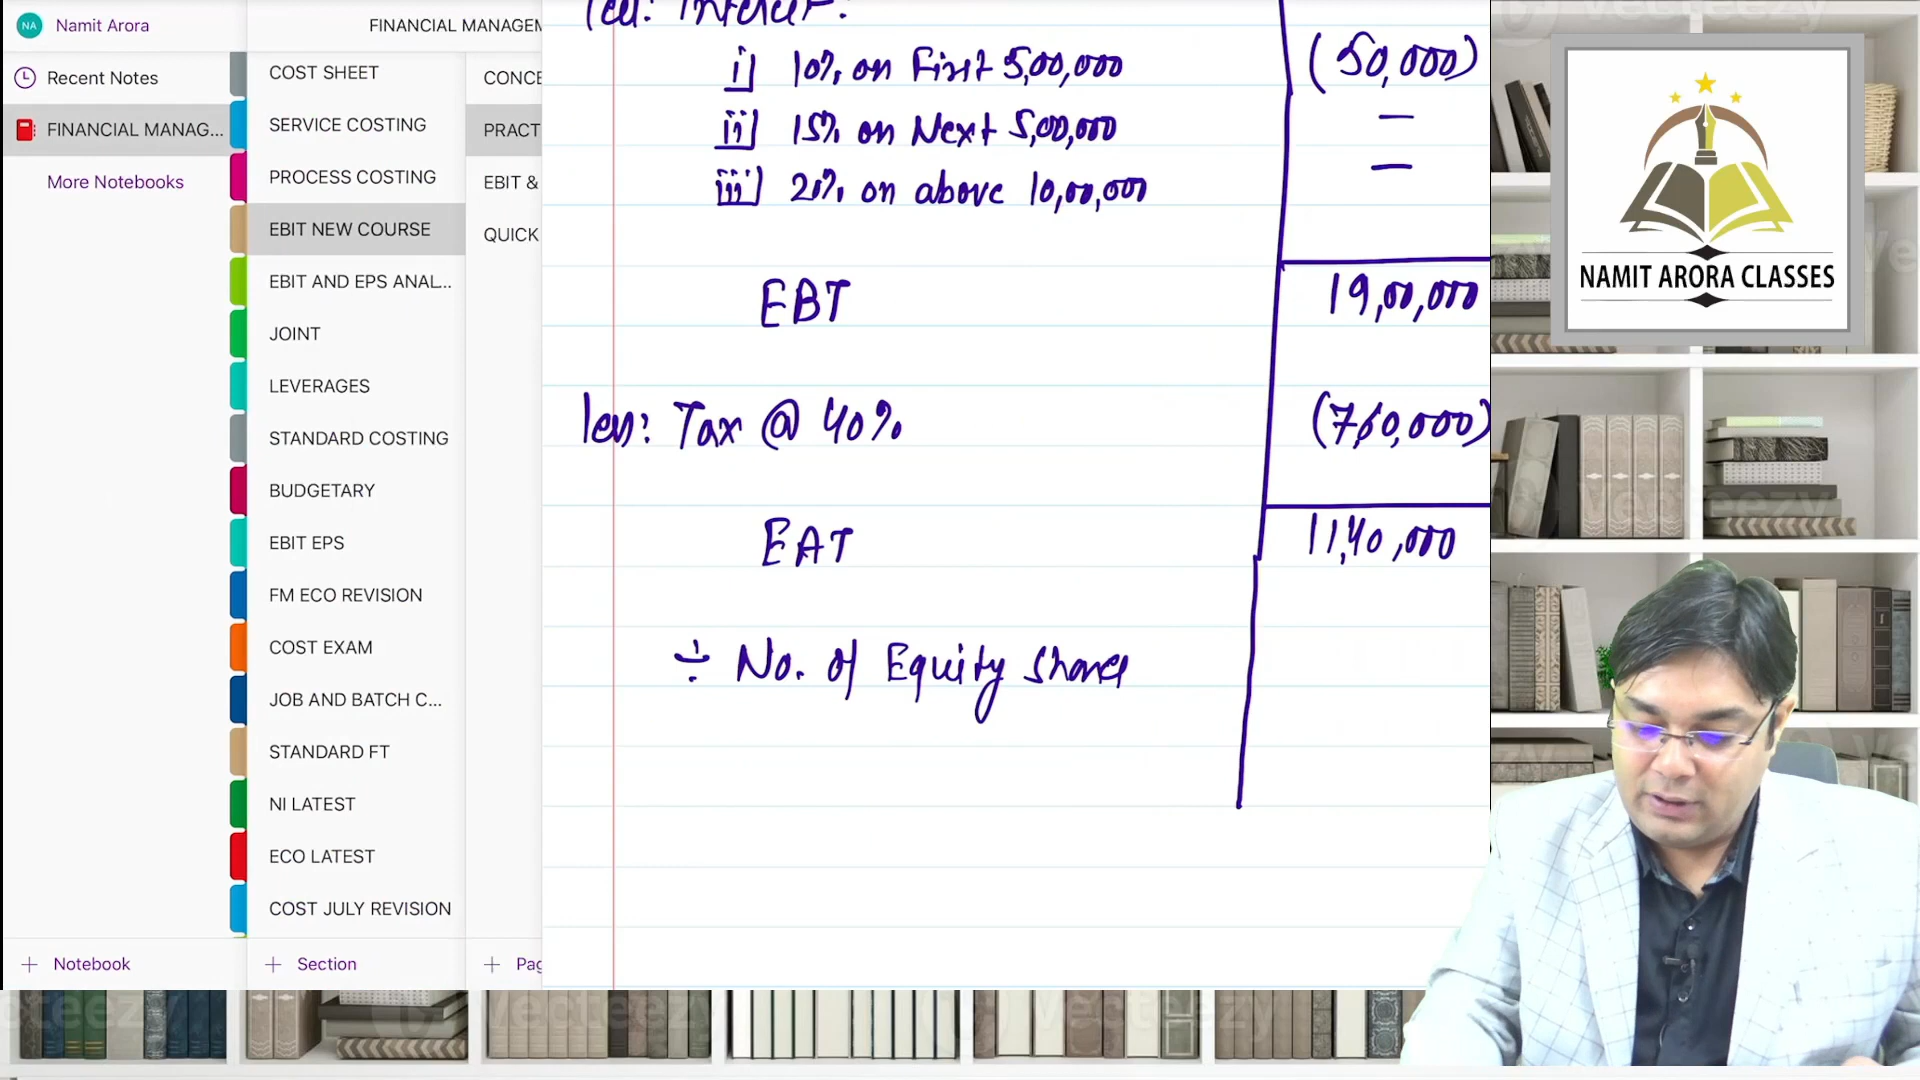 NA Namit Arora
Recent Notes
FINANCIAL MANAG...
More Notebooks
+ Notebook
FINANCIAL MANAGEM
COST SHEET
SERVICE COSTING
PROCESS COSTING
EBIT NEW COURSE
EBIT AND EPS ANAL...
JOINT
LEVERAGES
STANDARD COSTING
BUDGETARY
EBIT EPS
FM ECO REVISION
COST EXAM
JOB AND BATCH C...
STANDARD FT
NI LATEST
ECO LATEST
COST JULY REVISION
+ Section
CONCE
PRACT
EBIT &
QUICK
+ Pag
Less: Interest:
i] 10% on First 5,00,000 (50,000)
ii] 15% on Next 5,00,000 —
iii] 20% on above 10,00,000 —
EBT 19,00,000
Less: Tax @ 40% (7,60,000)
EAT 11,40,000
÷ No. of Equity Shares
NAMIT ARORA CLASSES
Vecteezy